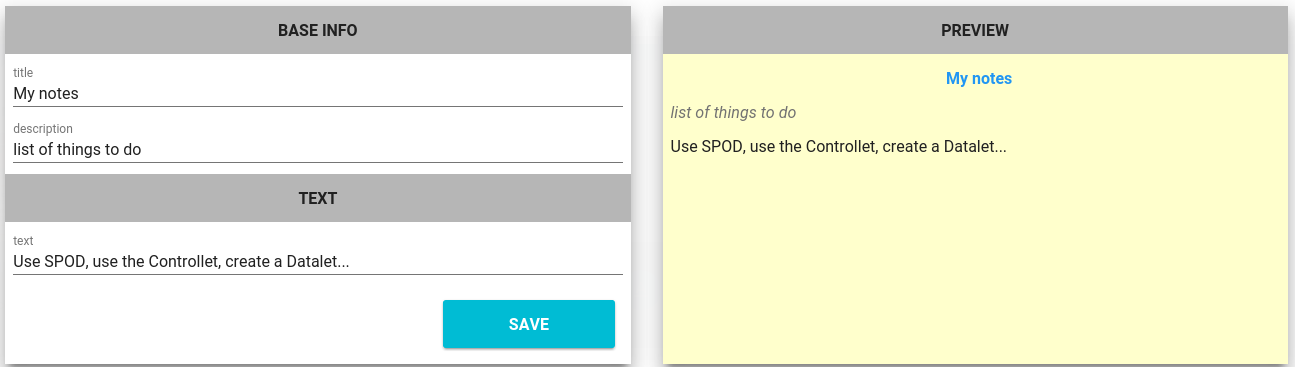 BASE INFO
title
My notes
description
list of things to do
TEXT
text
Use SPOD, use the Controllet, create a Datalet...
SAVE
PREVIEW
My notes
list of things to do
Use SPOD, use the Controllet, create a Datalet...